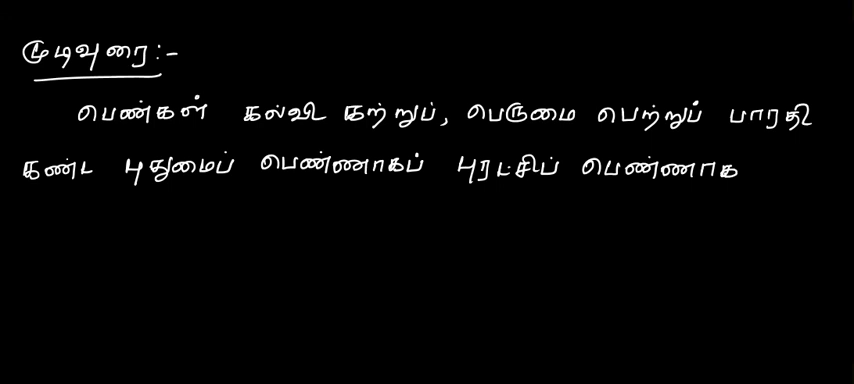 முடிவுரை:-
பெண்கள் கல்வி கற்றுப், பெருமை பெற்றுப் பாரதி
கண்ட புதுமைப் பெண்ணாகப் புரட்சிப் பெண்ணாக